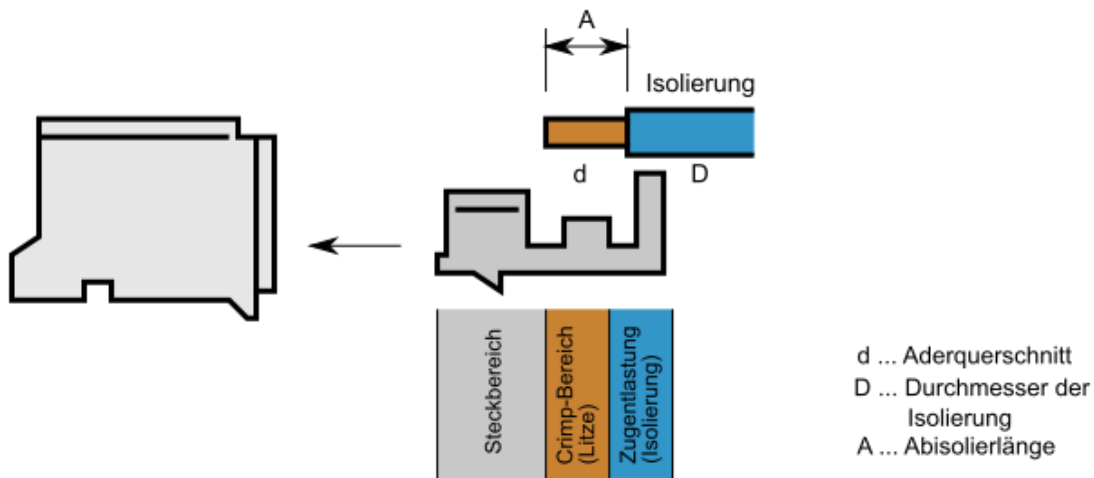 A
Isolierung
d
D
Steckbereich
Crimp-Bereich
(Litze)
Zugentlastung
(Isolierung)
d ... Aderquerschnitt
D ... Durchmesser der
Isolierung
A ... Abisolierlänge